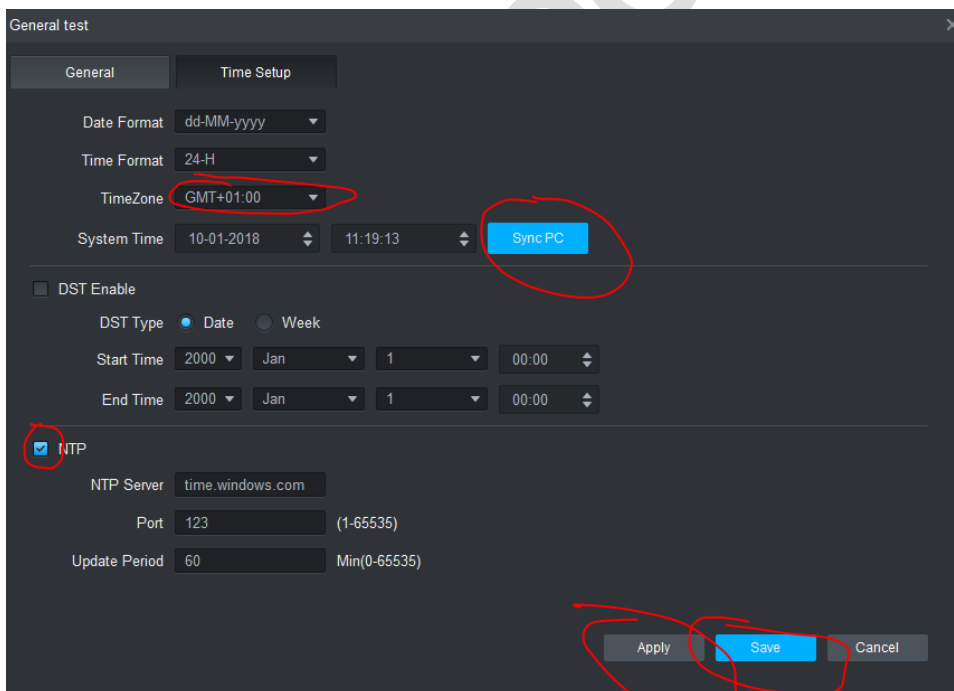 General test
General Time Setup
Date Format dd-MM-yyyy
Time Format 24-H
TimeZone GMT+01:00
System Time 10-01-2018 11:19:13 Sync PC
DST Enable
DST Type Date Week
Start Time 2000 Jan 1 00:00
End Time 2000 Jan 1 00:00
NTP
NTP Server time.windows.com
Port 123 (1-65535)
Update Period 60 Min(0-65535)
Apply Save Cancel